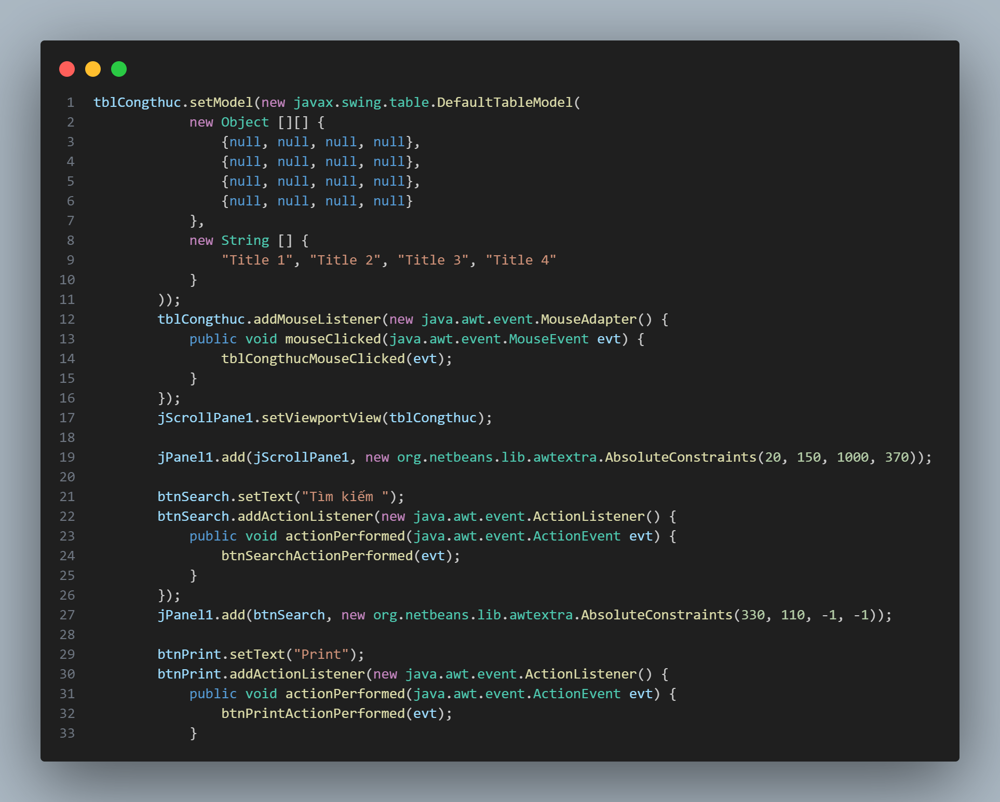 1 tblCongthuc.setModel(new javax.swing.table.DefaultTableModel(
2             new Object [][] {
3                 {null, null, null, null},
4                 {null, null, null, null},
5                 {null, null, null, null},
6                 {null, null, null, null}
7             },
8             new String [] {
9                 "Title 1", "Title 2", "Title 3", "Title 4"
10             }
11         ));
12         tblCongthuc.addMouseListener(new java.awt.event.MouseAdapter() {
13             public void mouseClicked(java.awt.event.MouseEvent evt) {
14                 tblCongthucMouseClicked(evt);
15             }
16         });
17         jScrollPane1.setViewportView(tblCongthuc);
18
19         jPanel1.add(jScrollPane1, new org.netbeans.lib.awtextra.AbsoluteConstraints(20, 150, 1000, 370));
20
21         btnSearch.setText("Tìm kiếm ");
22         btnSearch.addActionListener(new java.awt.event.ActionListener() {
23             public void actionPerformed(java.awt.event.ActionEvent evt) {
24                 btnSearchActionPerformed(evt);
25             }
26         });
27         jPanel1.add(btnSearch, new org.netbeans.lib.awtextra.AbsoluteConstraints(330, 110, -1, -1));
28
29         btnPrint.setText("Print");
30         btnPrint.addActionListener(new java.awt.event.ActionListener() {
31             public void actionPerformed(java.awt.event.ActionEvent evt) {
32                 btnPrintActionPerformed(evt);
33             }